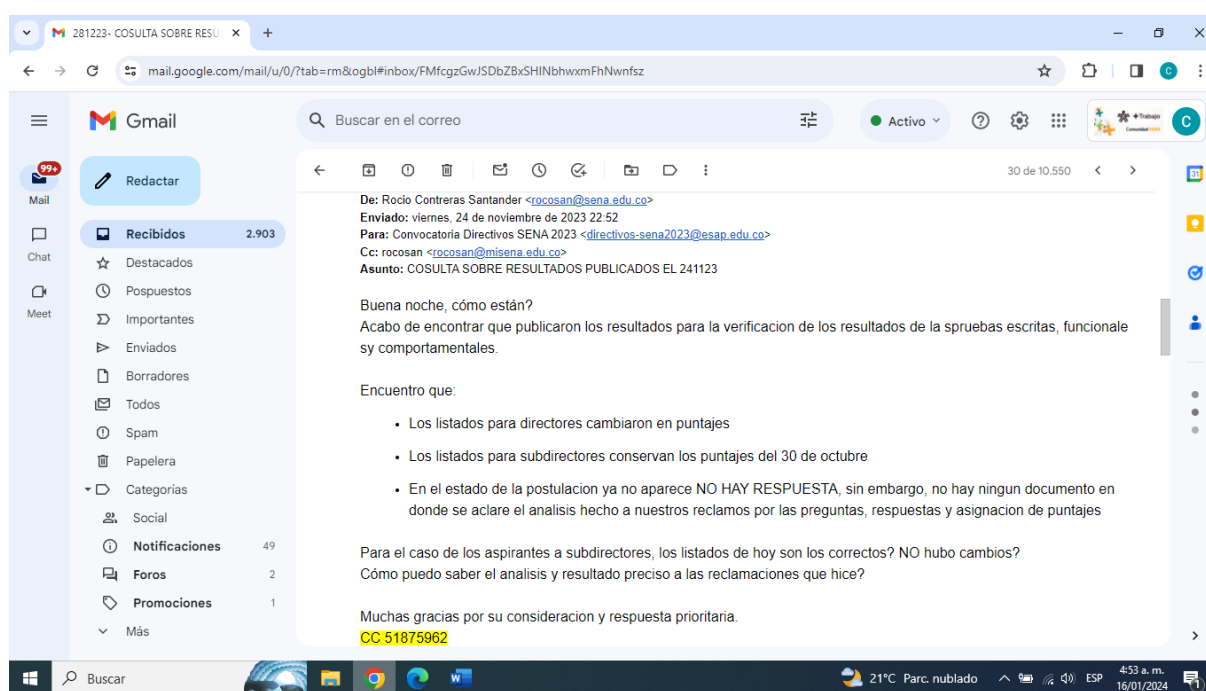 281223- COSULTA SOBRE RESU
mail.google.com/mail/u/0/?tab=rm&ogbl#inbox/FMfcgzGwJSDbZBxSHlNbhwxmFhNwnfsz
C
Gmail
Buscar en el correo
Activo
+Trabajo
C
99+
Mail
Chat
Meet
Redactar
Recibidos 2.903
Destacados
Pospuestos
Importantes
Enviados
Borradores
Todos
Spam
Papelera
Categorías
Social
Notificaciones 49
Foros 2
Promociones 1
Más
30 de 10.550
31
De: Rocio Contreras Santander <rocosan@sena.edu.co>
Enviado: viernes, 24 de noviembre de 2023 22:52
Para: Convocatoria Directivos SENA 2023 <directivos-sena2023@esap.edu.co>
Cc: rocosan <rocosan@misena.edu.co>
Asunto: COSULTA SOBRE RESULTADOS PUBLICADOS EL 241123
Buena noche, cómo están?
Acabo de encontrar que publicaron los resultados para la verificacion de los resultados de la spruebas escritas, funcionale
sy comportamentales.
Encuentro que:
• Los listados para directores cambiaron en puntajes
• Los listados para subdirectores conservan los puntajes del 30 de octubre
• En el estado de la postulacion ya no aparece NO HAY RESPUESTA, sin embargo, no hay ningun documento en
donde se aclare el analisis hecho a nuestros reclamos por las preguntas, respuestas y asignacion de puntajes
Para el caso de los aspirantes a subdirectores, los listados de hoy son los correctos? NO hubo cambios?
Cómo puedo saber el analisis y resultado preciso a las reclamaciones que hice?
Muchas gracias por su consideracion y respuesta prioritaria.
CC 51875962
Buscar
21°C Parc. nublado
ESP
4:53 a. m.
16/01/2024